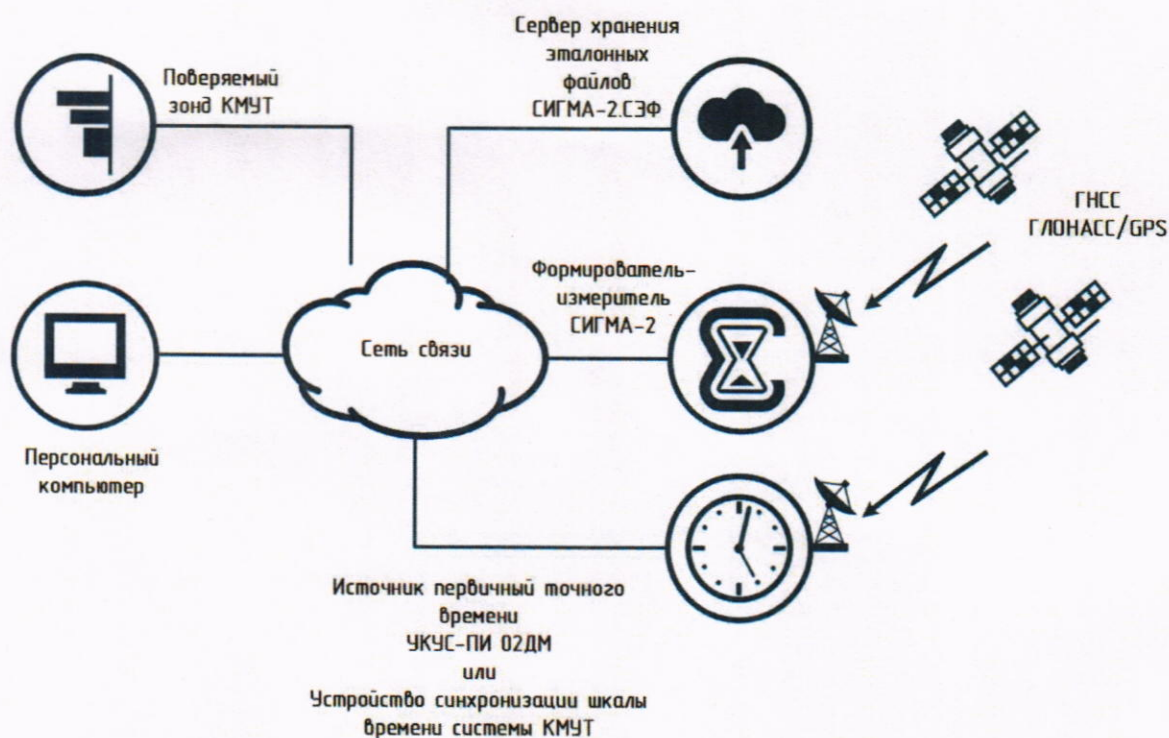 Сервер хранения
эталонных
файлов
СИГМА-2.СЭФ
Поверяемый
зонд КМУТ
ГНСС
ГЛОНАСС/GPS
Формирователь-
измеритель
СИГМА-2
Сеть связи
Персональный
компьютер
Источник первичный точного
времени
УКУС-ПИ 02ДМ
или
Устройство синхронизации шкалы
времени системы КМУТ